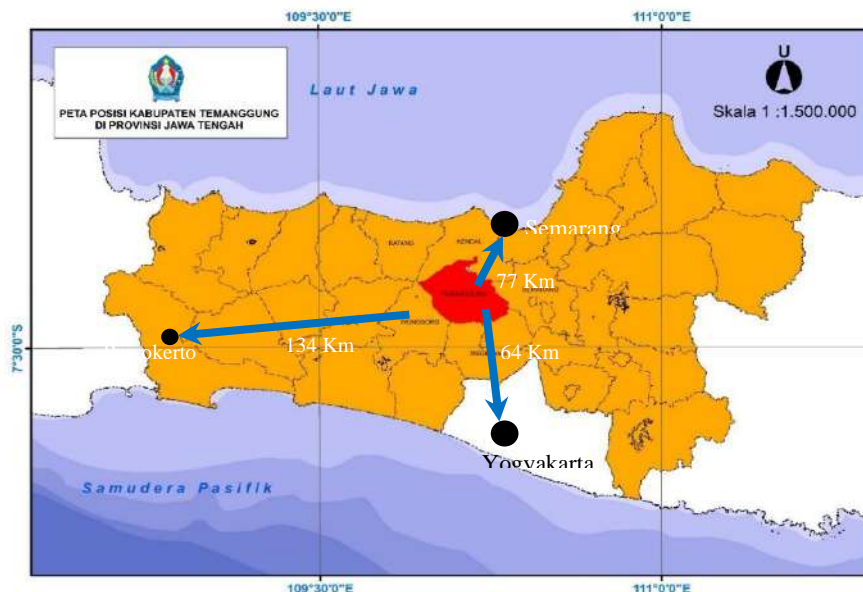 109°30'0"E
111°0'0"E
PETA POSISI KABUPATEN TEMANGGUNG
DI PROVINSI JAWA TENGAH
Laut Jawa
U
Skala 1 :1.500.000
Semarang
BATANG
KENDAL
77 Km
134 Km
64 Km
7°30'0"S
Yogyakarta
Samudera Pasifik
109°30'0"E
111°0'0"E